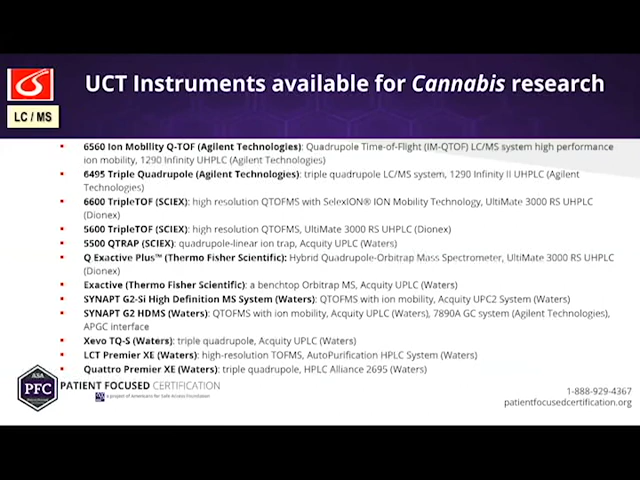 UCT Instruments available for Cannabis research
LC / MS
6560 Ion Mobility Q-TOF (Agilent Technologies): Quadrupole Time-of-Flight (IM-QTOF) LC/MS system high performance
ion mobility, 1290 Infinity UHPLC (Agilent Technologies)
6495 Triple Quadrupole (Agilent Technologies): triple quadrupole LC/MS system, 1290 Infinity II UHPLC (Agilent
Technologies)
6600 TripleTOF (SCIEX): high resolution QTOFMS with SelexION® ION Mobility Technology, UltiMate 3000 RS UHPLC
(Dionex)
5600 TripleTOF (SCIEX): high resolution QTOFMS, UltiMate 3000 RS UHPLC (Dionex)
5500 QTRAP (SCIEX): quadrupole-linear ion trap, Acquity UPLC (Waters)
Q Exactive Plus™ (Thermo Fisher Scientific): Hybrid Quadrupole-Orbitrap Mass Spectrometer, UltiMate 3000 RS UHPLC
(Dionex)
Exactive (Thermo Fisher Scientific): a benchtop Orbitrap MS, Acquity UPLC (Waters)
SYNAPT G2-Si High Definition MS System (Waters): QTOFMS with ion mobility, Acquity UPC2 System (Waters)
SYNAPT G2 HDMS (Waters): QTOFMS with ion mobility, Acquity UPLC (Waters), 7890A GC system (Agilent Technologies),
APGC interface
Xevo TQ-S (Waters): triple quadrupole, Acquity UPLC (Waters)
LCT Premier XE (Waters): high-resolution TOFMS, AutoPurification HPLC System (Waters)
Quattro Premier XE (Waters): triple quadrupole, HPLC Alliance 2695 (Waters)
ASA
PFC
PATIENT FOCUSED CERTIFICATION
a project of Americans for Safe Access Foundation
1-888-929-4367
patientfocusedcertification.org